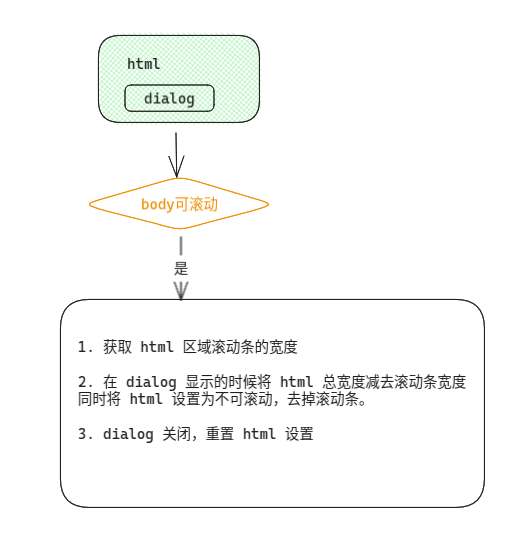 html
dialog
body可滚动
是
1. 获取 html 区域滚动条的宽度
2. 在 dialog 显示的时候将 html 总宽度减去滚动条宽度
同时将 html 设置为不可滚动，去掉滚动条。
3. dialog 关闭，重置 html 设置